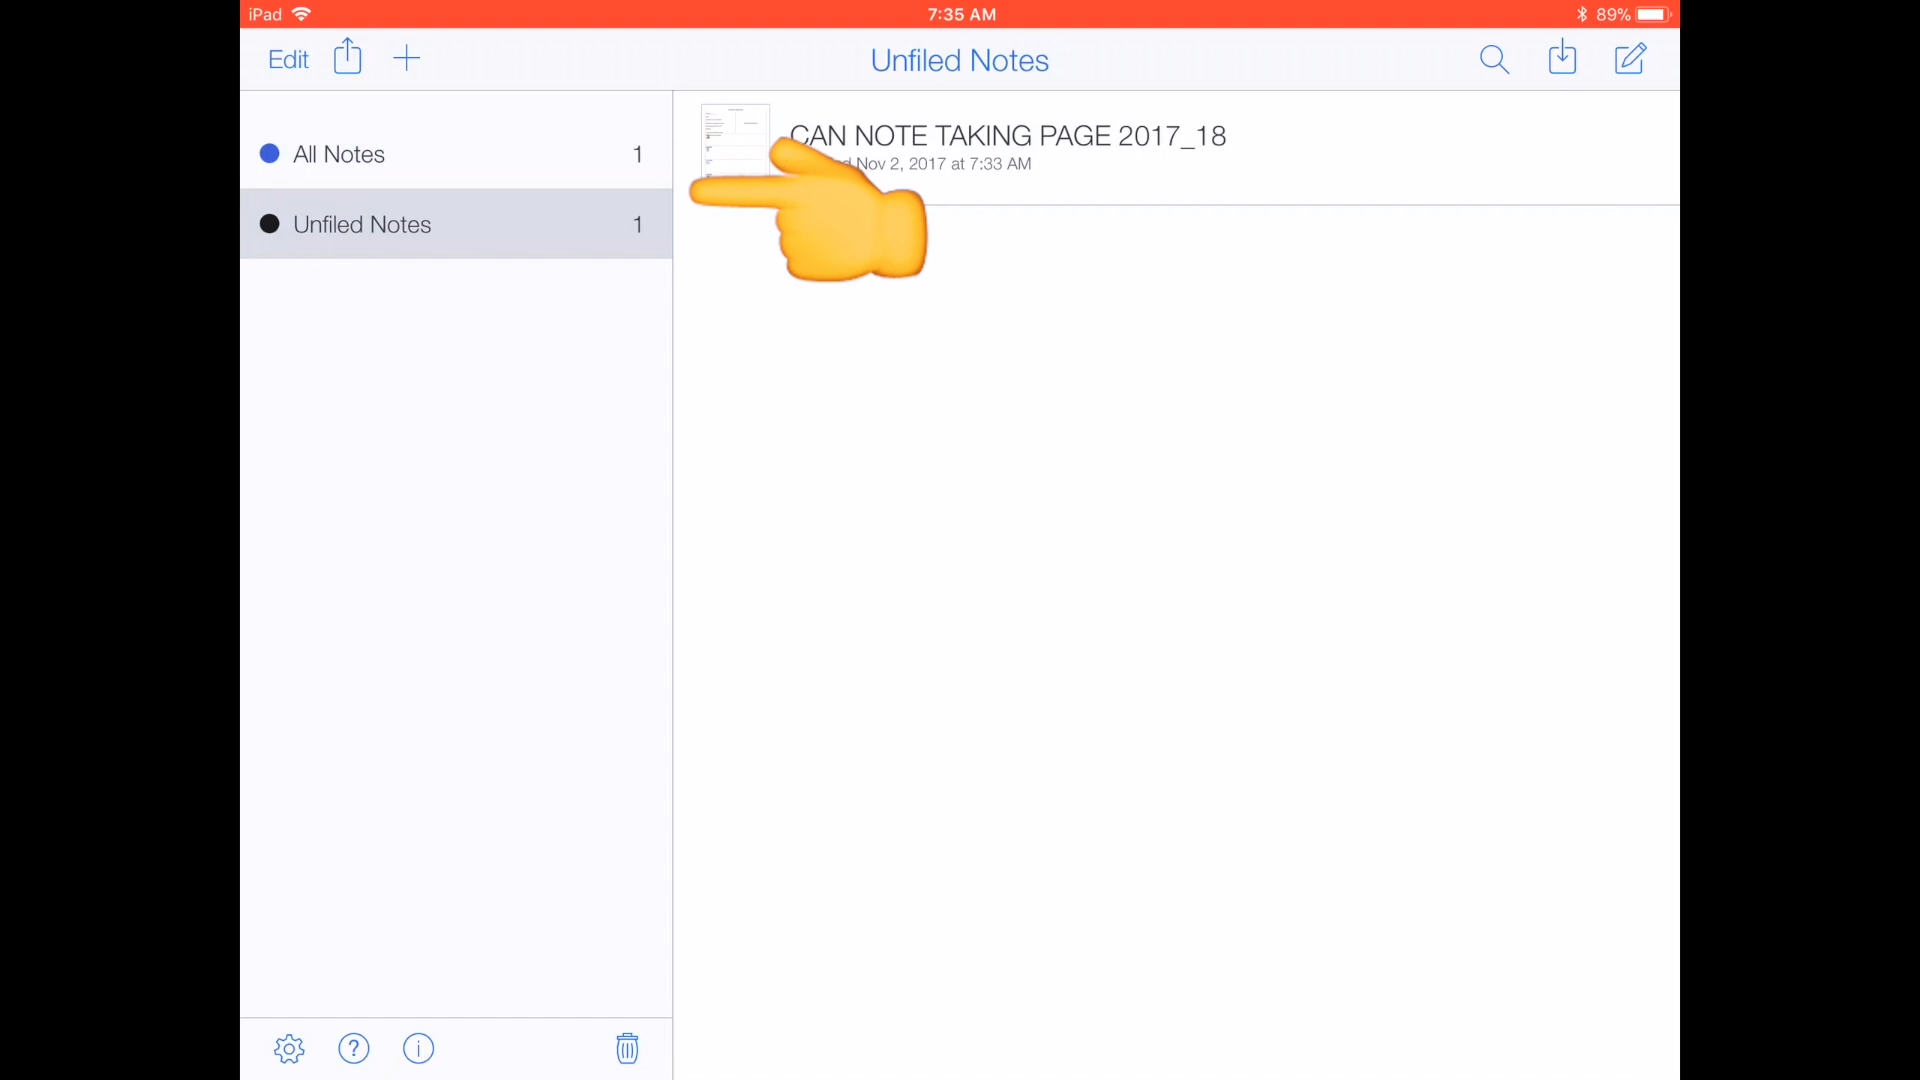 iPad 7:35 AM 89%
Edit Unfiled Notes
All Notes 1
Unfiled Notes 1
CAN NOTE TAKING PAGE 2017_18
Nov 2, 2017 at 7:33 AM